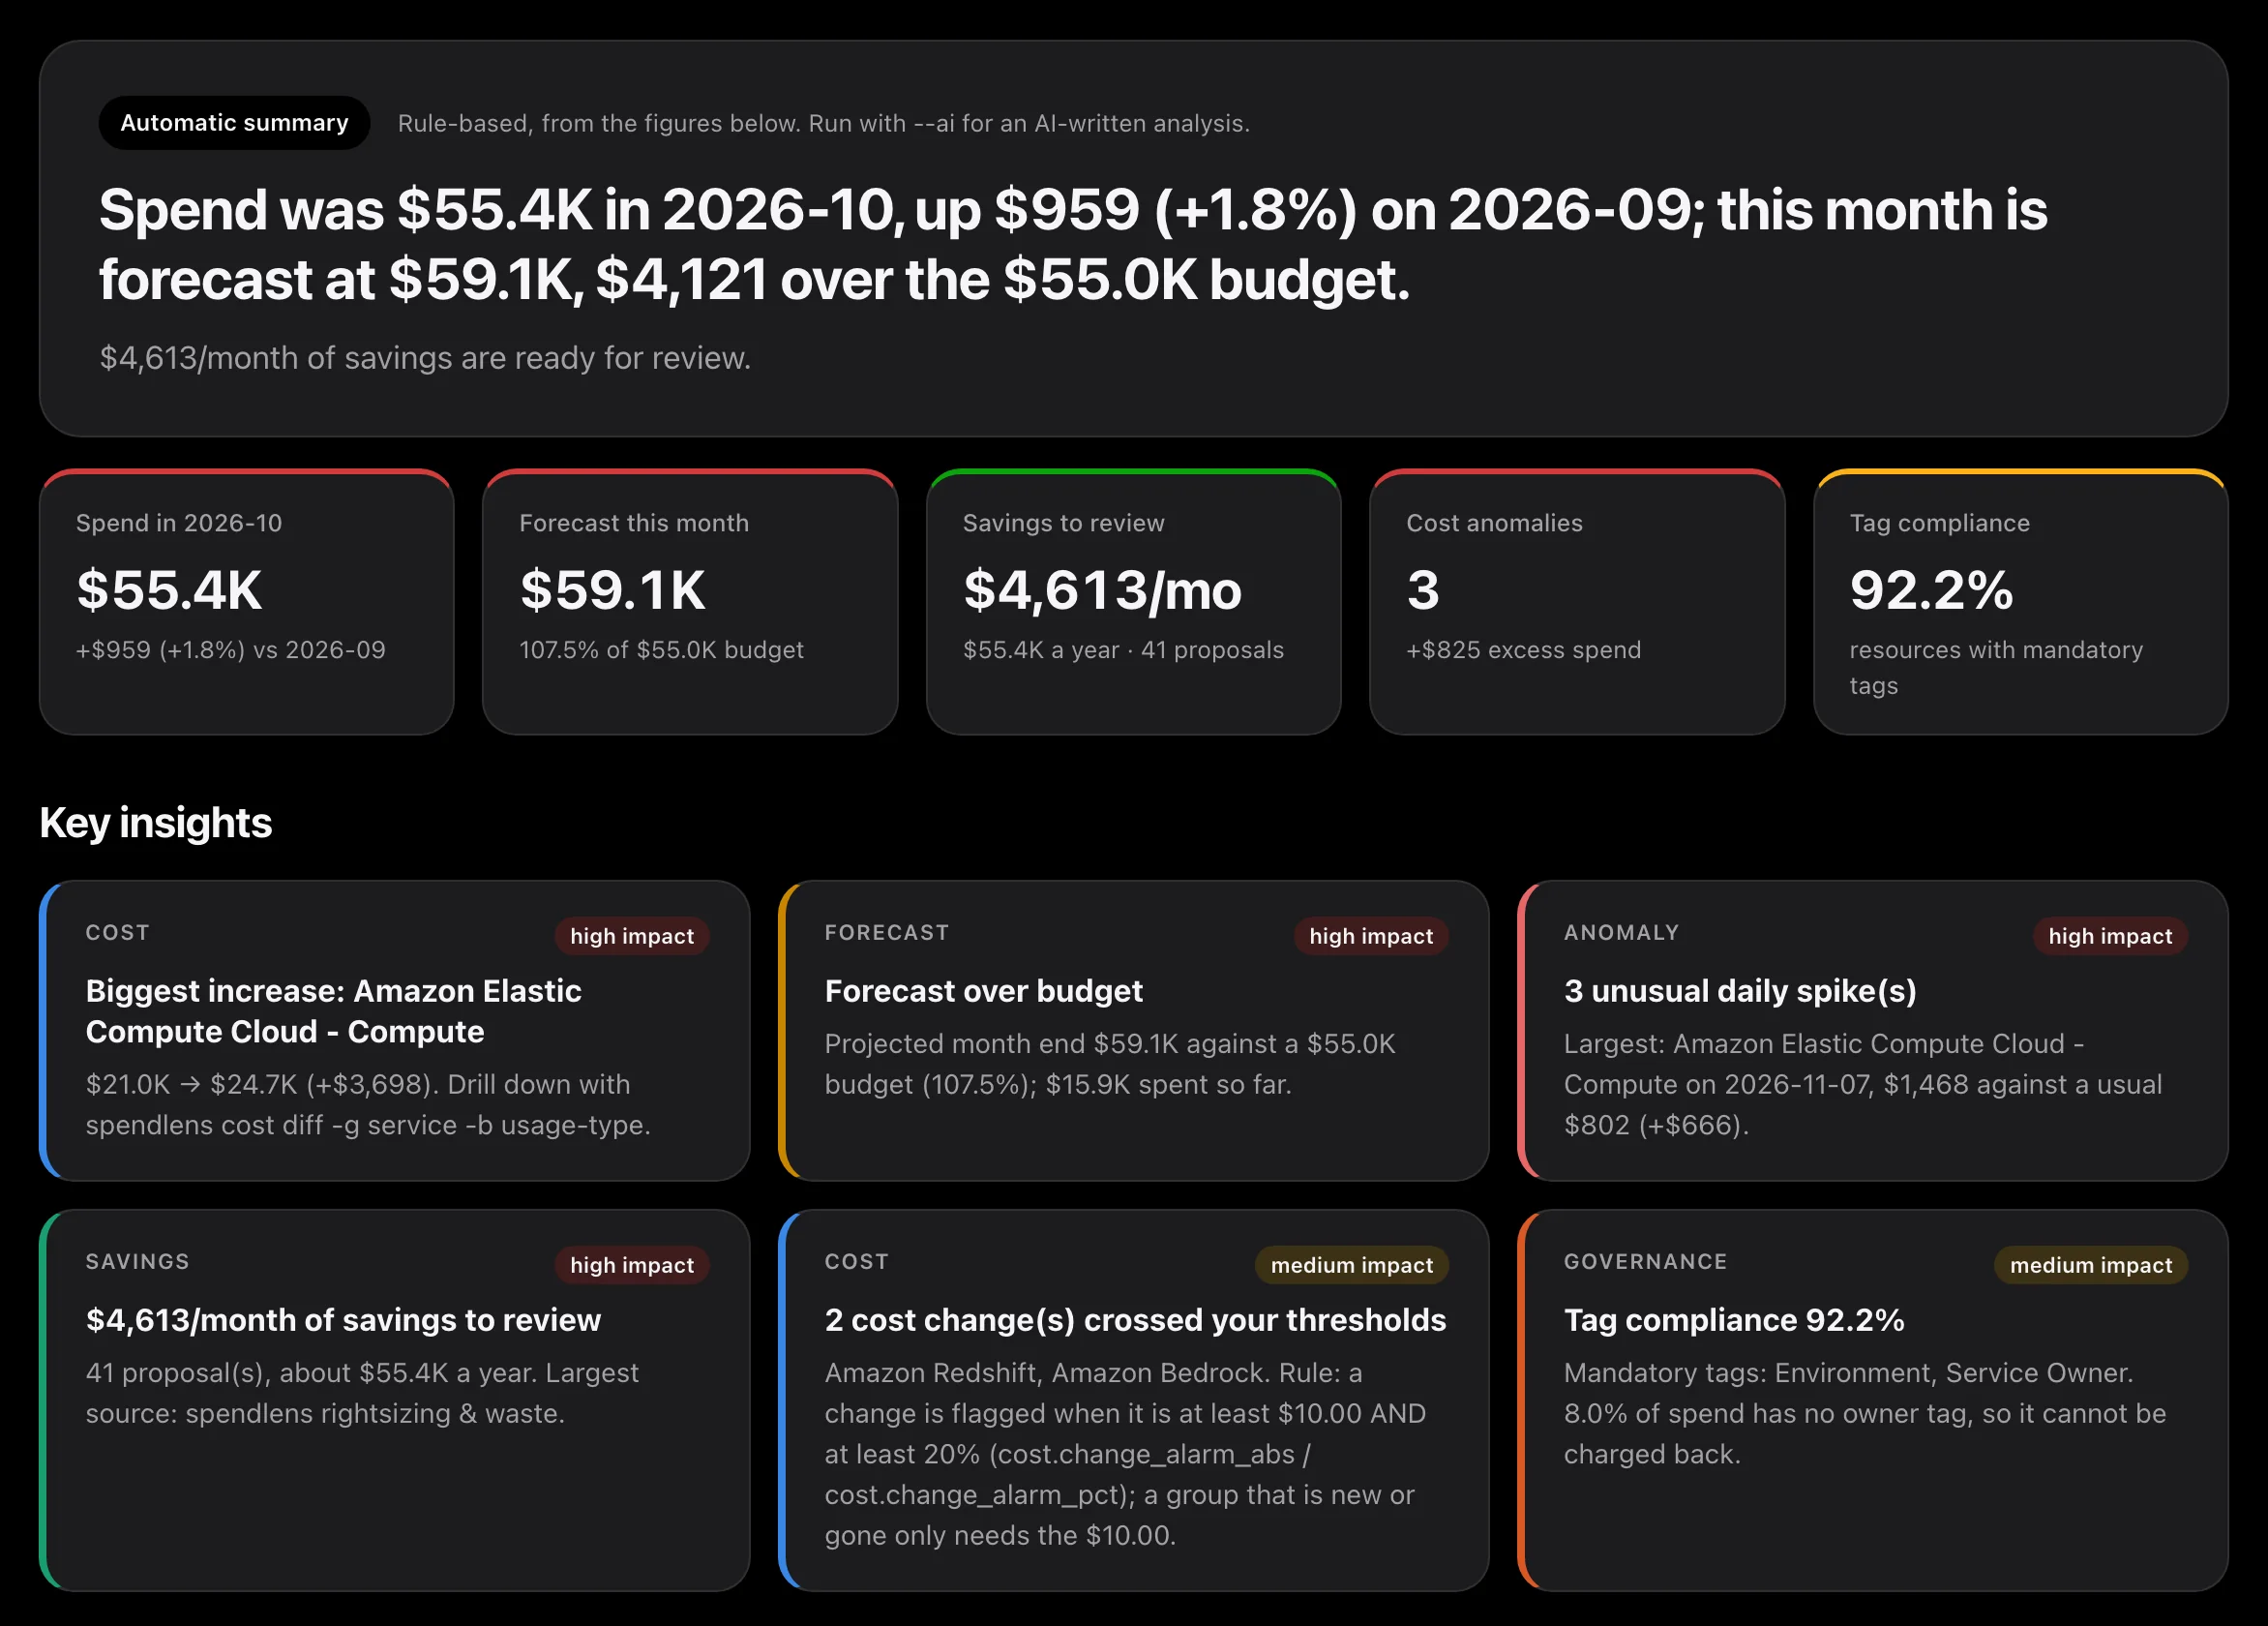 Automatic summary
Rule-based, from the figures below. Run with --ai for an AI-written analysis.
Spend was $55.4K in 2026-10, up $959 (+1.8%) on 2026-09; this month is
forecast at $59.1K, $4,121 over the $55.0K budget.
$4,613/month of savings are ready for review.
Spend in 2026-10
$55.4K
+$959 (+1.8%) vs 2026-09
Forecast this month
$59.1K
107.5% of $55.0K budget
Savings to review
$4,613/mo
$55.4K a year · 41 proposals
Cost anomalies
3
+$825 excess spend
Tag compliance
92.2%
resources with mandatory
tags
Key insights
COST
high impact
Biggest increase: Amazon Elastic
Compute Cloud - Compute
$21.0K → $24.7K (+$3,698). Drill down with
spendlens cost diff -g service -b usage-type.
FORECAST
high impact
Forecast over budget
Projected month end $59.1K against a $55.0K
budget (107.5%); $15.9K spent so far.
ANOMALY
high impact
3 unusual daily spike(s)
Largest: Amazon Elastic Compute Cloud -
Compute on 2026-11-07, $1,468 against a usual
$802 (+$666).
SAVINGS
high impact
$4,613/month of savings to review
41 proposal(s), about $55.4K a year. Largest
source: spendlens rightsizing & waste.
COST
medium impact
2 cost change(s) crossed your thresholds
Amazon Redshift, Amazon Bedrock. Rule: a
change is flagged when it is at least $10.00 AND
at least 20% (cost.change_alarm_abs /
cost.change_alarm_pct); a group that is new or
gone only needs the $10.00.
GOVERNANCE
medium impact
Tag compliance 92.2%
Mandatory tags: Environment, Service Owner.
8.0% of spend has no owner tag, so it cannot be
charged back.